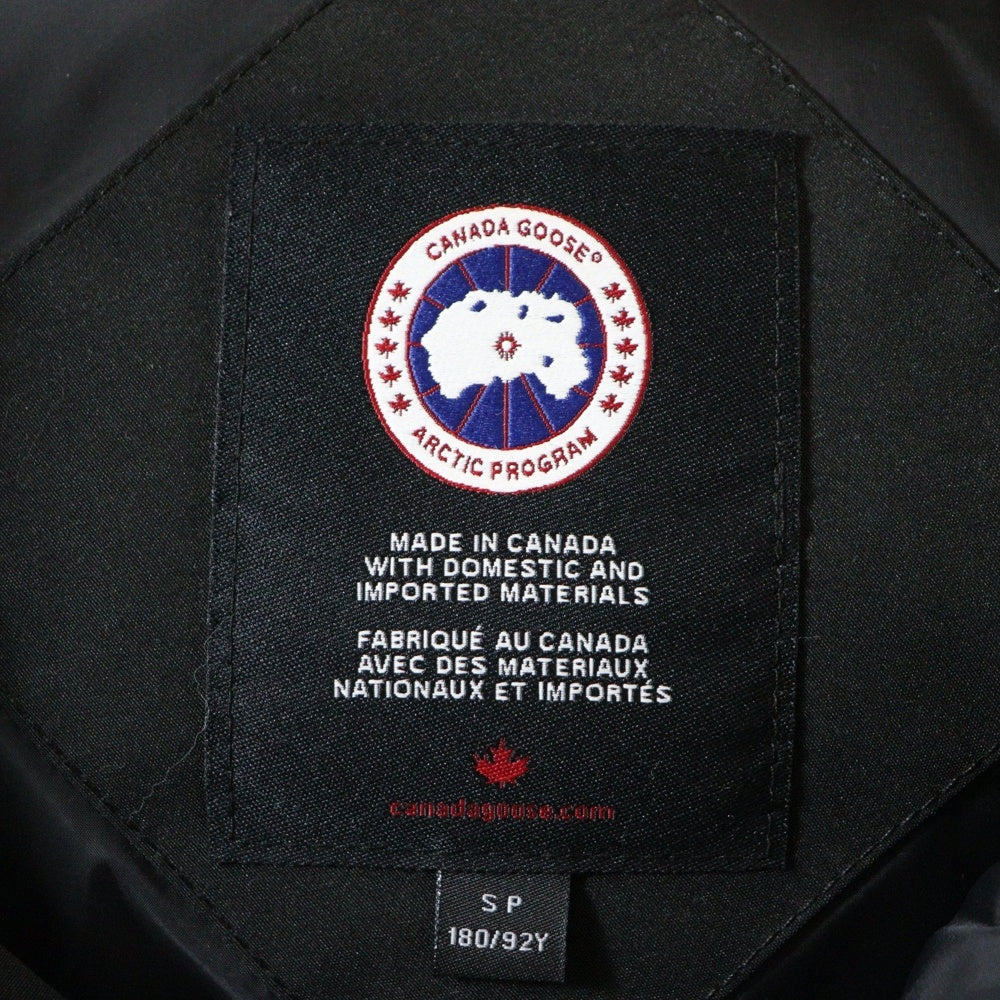 CANADA GOOSE®
ARCTIC PROGRAM
MADE IN CANADA
WITH DOMESTIC AND
IMPORTED MATERIALS
FABRIQUÉ AU CANADA
AVEC DES MATERIAUX
NATIONAUX ET IMPORTÉS
canadagoose.com
S P
180/92Y